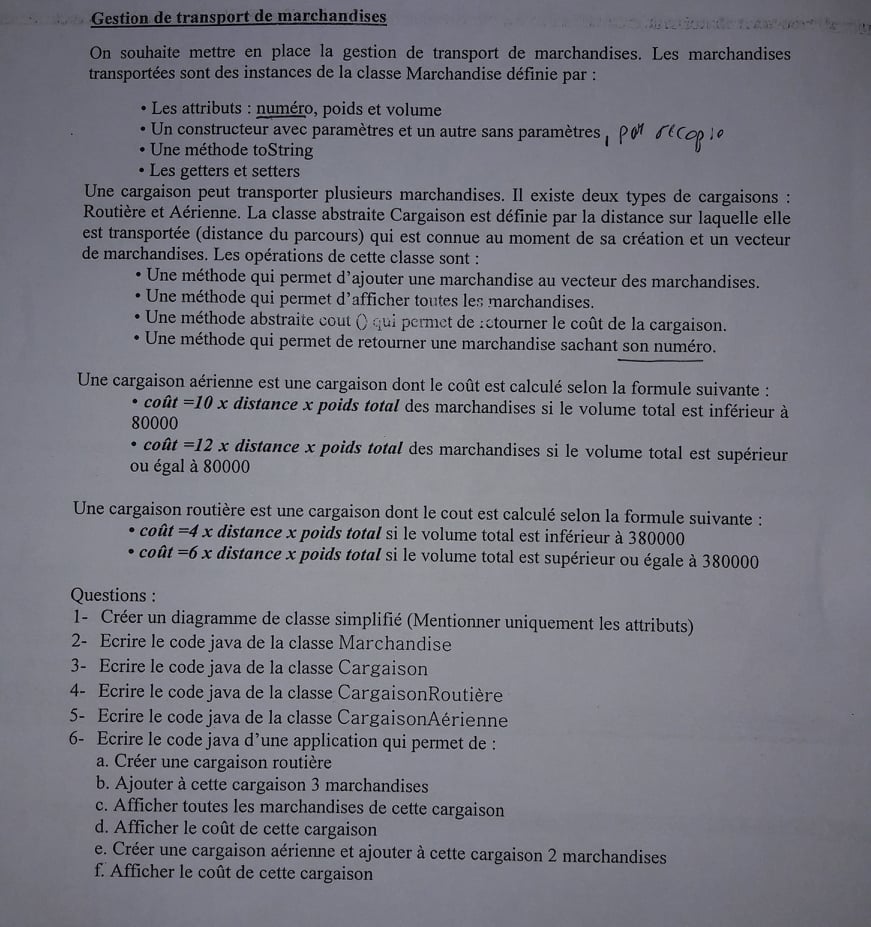 Gestion de transport de marchandises
On souhaite mettre en place la gestion de transport de marchandises. Les marchandises
transportées sont des instances de la classe Marchandise définie par :
• Les attributs : numéro, poids et volume
• Un constructeur avec paramètres et un autre sans paramètres, par recopie
• Une méthode toString
• Les getters et setters
Une cargaison peut transporter plusieurs marchandises. Il existe deux types de cargaisons :
Routière et Aérienne. La classe abstraite Cargaison est définie par la distance sur laquelle elle
est transportée (distance du parcours) qui est connue au moment de sa création et un vecteur
de marchandises. Les opérations de cette classe sont :
• Une méthode qui permet d'ajouter une marchandise au vecteur des marchandises.
• Une méthode qui permet d'afficher toutes les marchandises.
• Une méthode abstraite cout () qui permet de retourner le coût de la cargaison.
• Une méthode qui permet de retourner une marchandise sachant son numéro.
Une cargaison aérienne est une cargaison dont le coût est calculé selon la formule suivante :
• coût =10 x distance x poids total des marchandises si le volume total est inférieur à
80000
• coût =12 x distance x poids total des marchandises si le volume total est supérieur
ou égal à 80000
Une cargaison routière est une cargaison dont le cout est calculé selon la formule suivante :
• coût =4 x distance x poids total si le volume total est inférieur à 380000
• coût =6 x distance x poids total si le volume total est supérieur ou égale à 380000
Questions :
1- Créer un diagramme de classe simplifié (Mentionner uniquement les attributs)
2- Ecrire le code java de la classe Marchandise
3- Ecrire le code java de la classe Cargaison
4- Ecrire le code java de la classe CargaisonRoutière
5- Ecrire le code java de la classe CargaisonAérienne
6- Ecrire le code java d'une application qui permet de :
a. Créer une cargaison routière
b. Ajouter à cette cargaison 3 marchandises
c. Afficher toutes les marchandises de cette cargaison
d. Afficher le coût de cette cargaison
e. Créer une cargaison aérienne et ajouter à cette cargaison 2 marchandises
f. Afficher le coût de cette cargaison